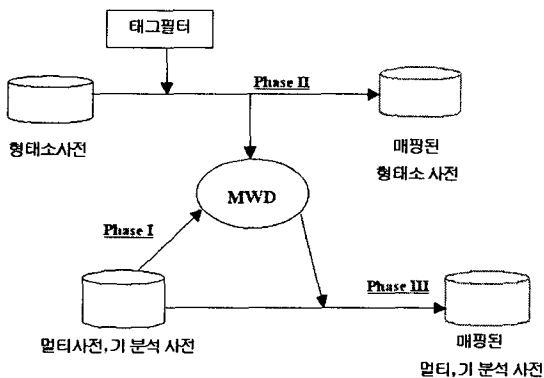 태그필터
Phase II
형태소사전
매핑된
형태소 사전
MWD
Phase I
Phase III
멀티사전, 기 분석 사전
매핑된
멀티, 기 분석 사전